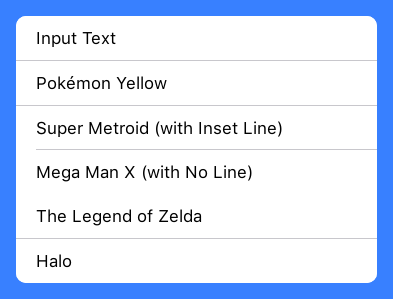 Input Text
Pokémon Yellow
Super Metroid (with Inset Line)
Mega Man X (with No Line)
The Legend of Zelda
Halo